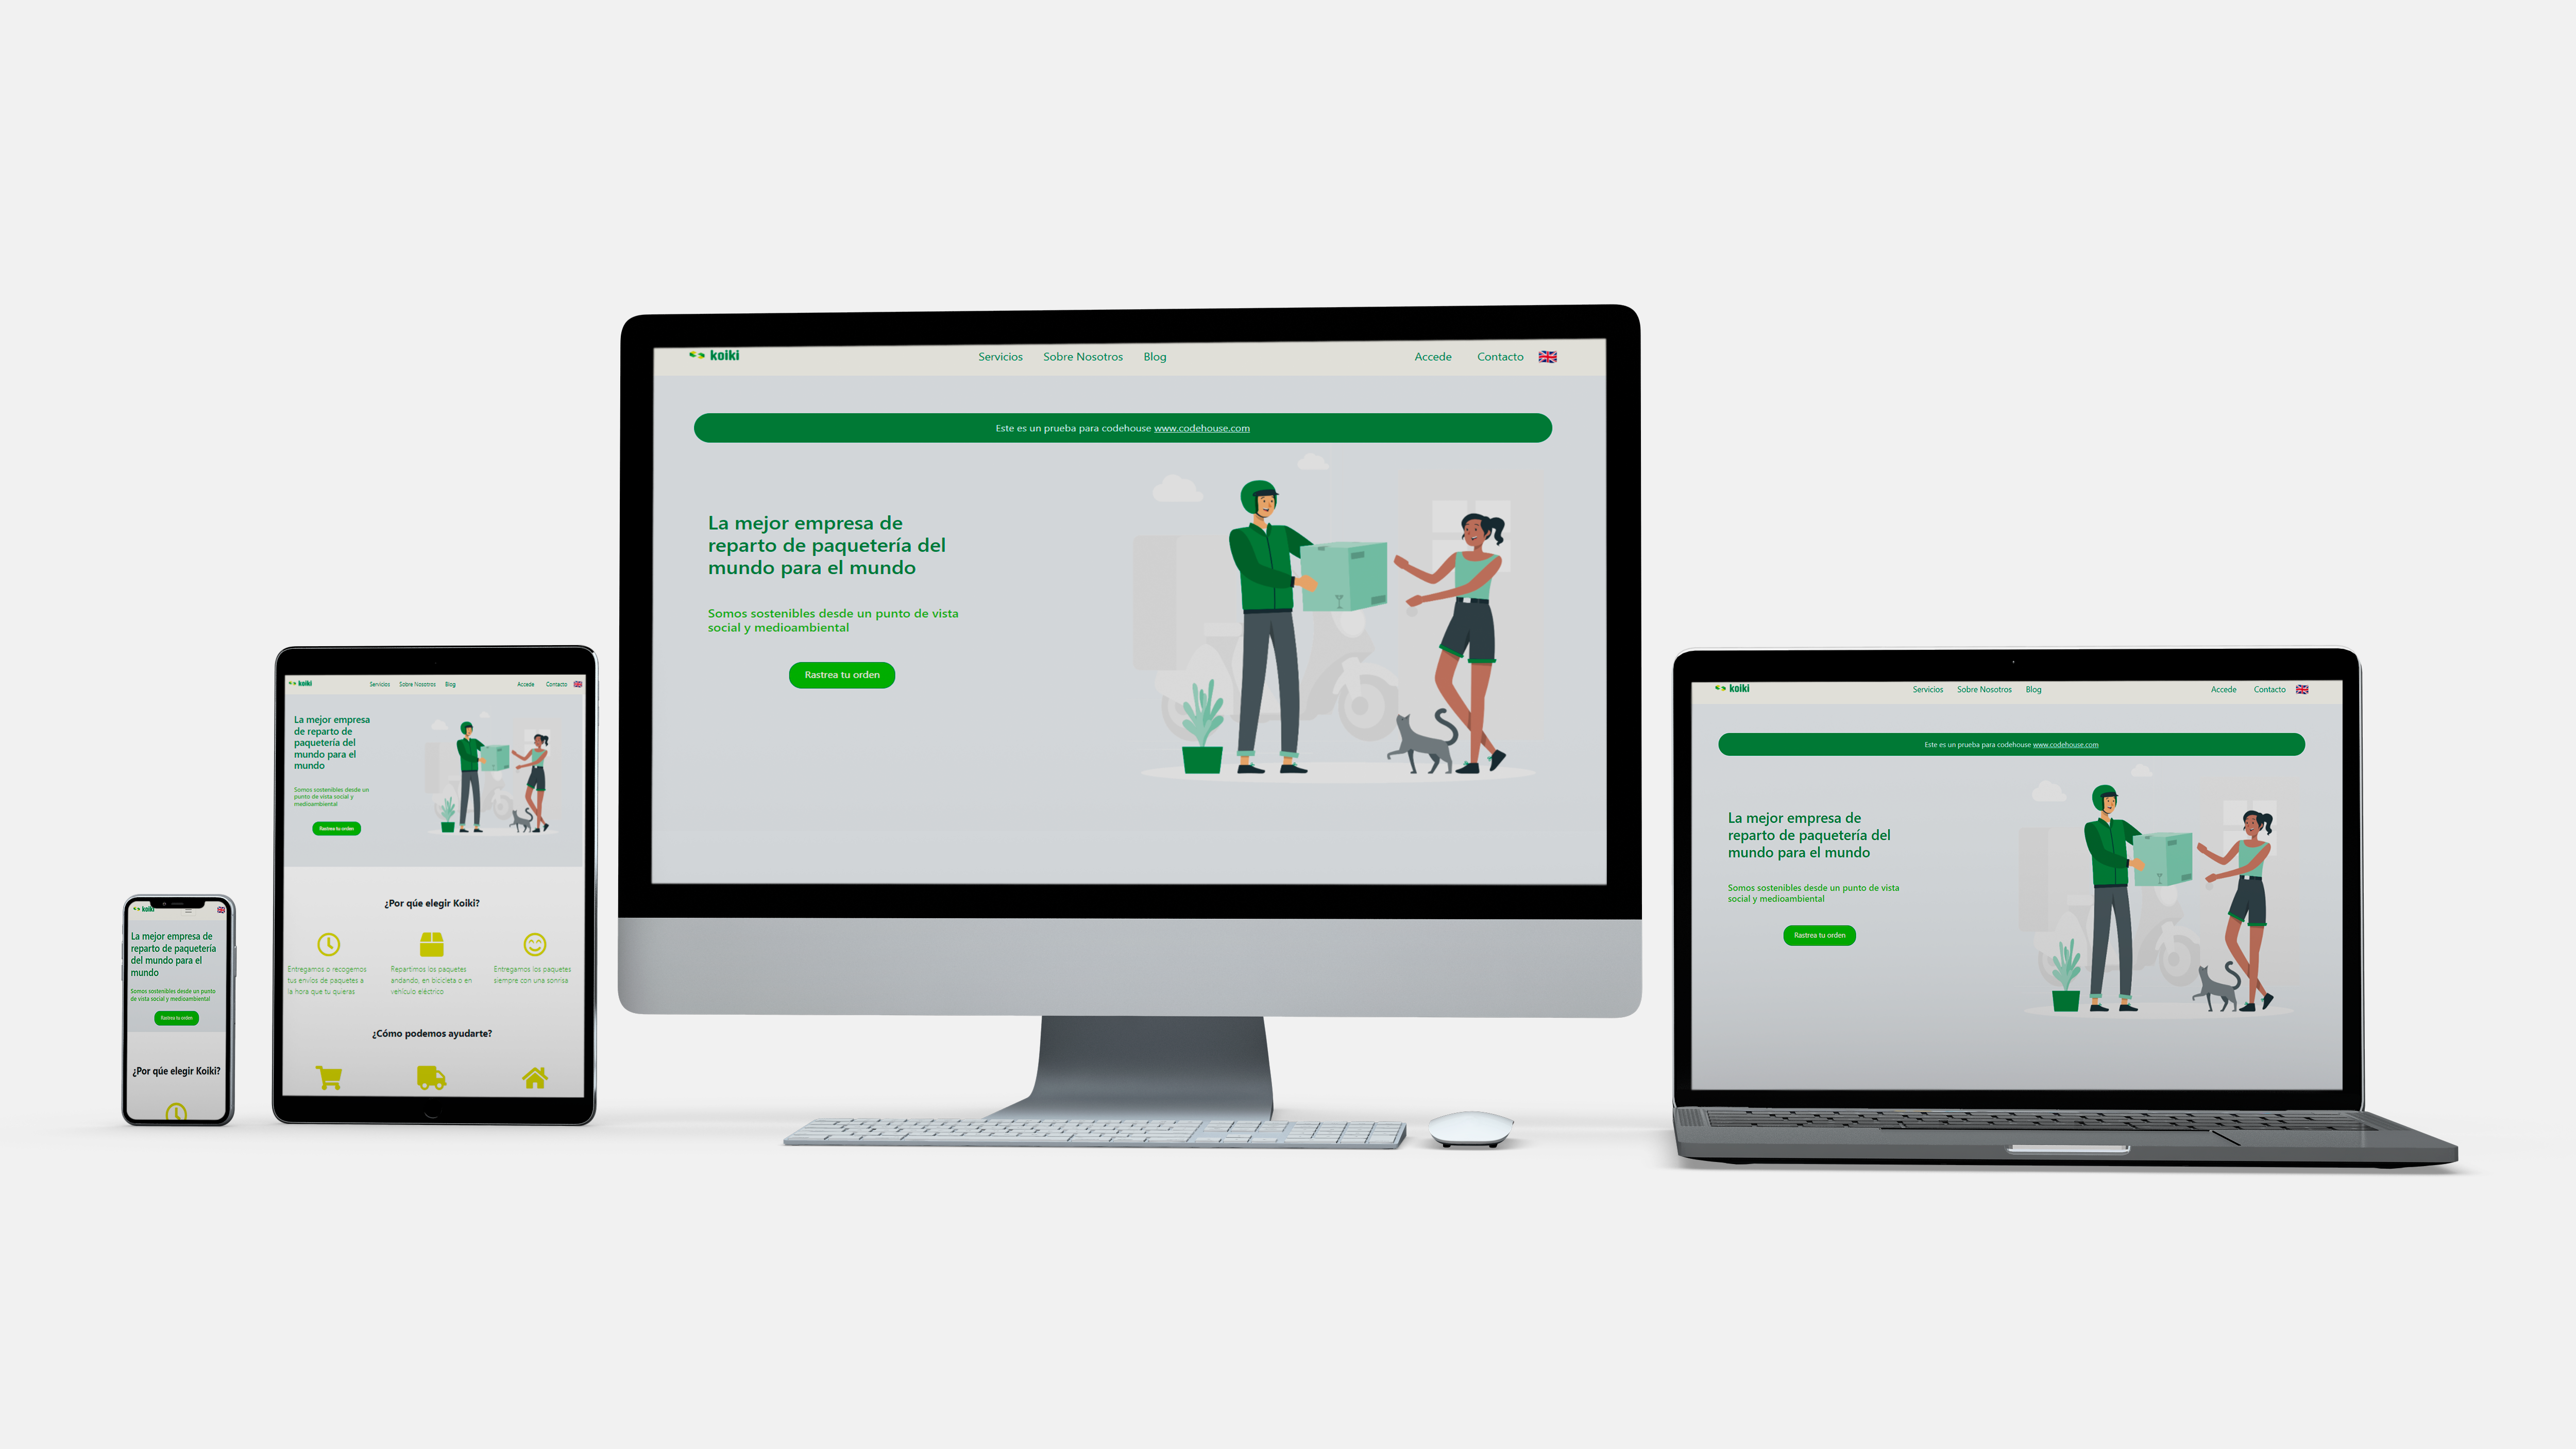 koiki
Servicios Sobre Nosotros Blog Accede Contacto
Este es un prueba para codehouse www.codehouse.com
La mejor empresa de
reparto de paquetería del
mundo para el mundo
Somos sostenibles desde un punto de vista
social y medioambiental
Rastrea tu orden
koiki
Servicios Sobre Nosotros Blog Accede Contacto
La mejor empresa
de reparto de
paquetería del
mundo para el
mundo
Somos sostenibles desde un
punto de vista social y
medioambiental
Rastrea tu orden
¿Por qúe elegir Koiki?
Entregamos o recogemos
tus envíos de paquetes a
la hora que tu quieras
Repartimos los paquetes
andando, en bicicleta o en
vehículo eléctrico.
Entregamos los paquetes
siempre con una sonrisa
¿Cómo podemos ayudarte?
koiki
La mejor empresa de
reparto de paquetería
del mundo para el
mundo
Somos sostenibles desde un punto
de vista social y medioambiental
Rastrea tu orden
¿Por qúe elegir Koiki?
koiki
Servicios Sobre Nosotros Blog Accede Contacto
Este es un prueba para codehouse www.codehouse.com
La mejor empresa de
reparto de paquetería del
mundo para el mundo
Somos sostenibles desde un punto de vista
social y medioambiental
Rastrea tu orden